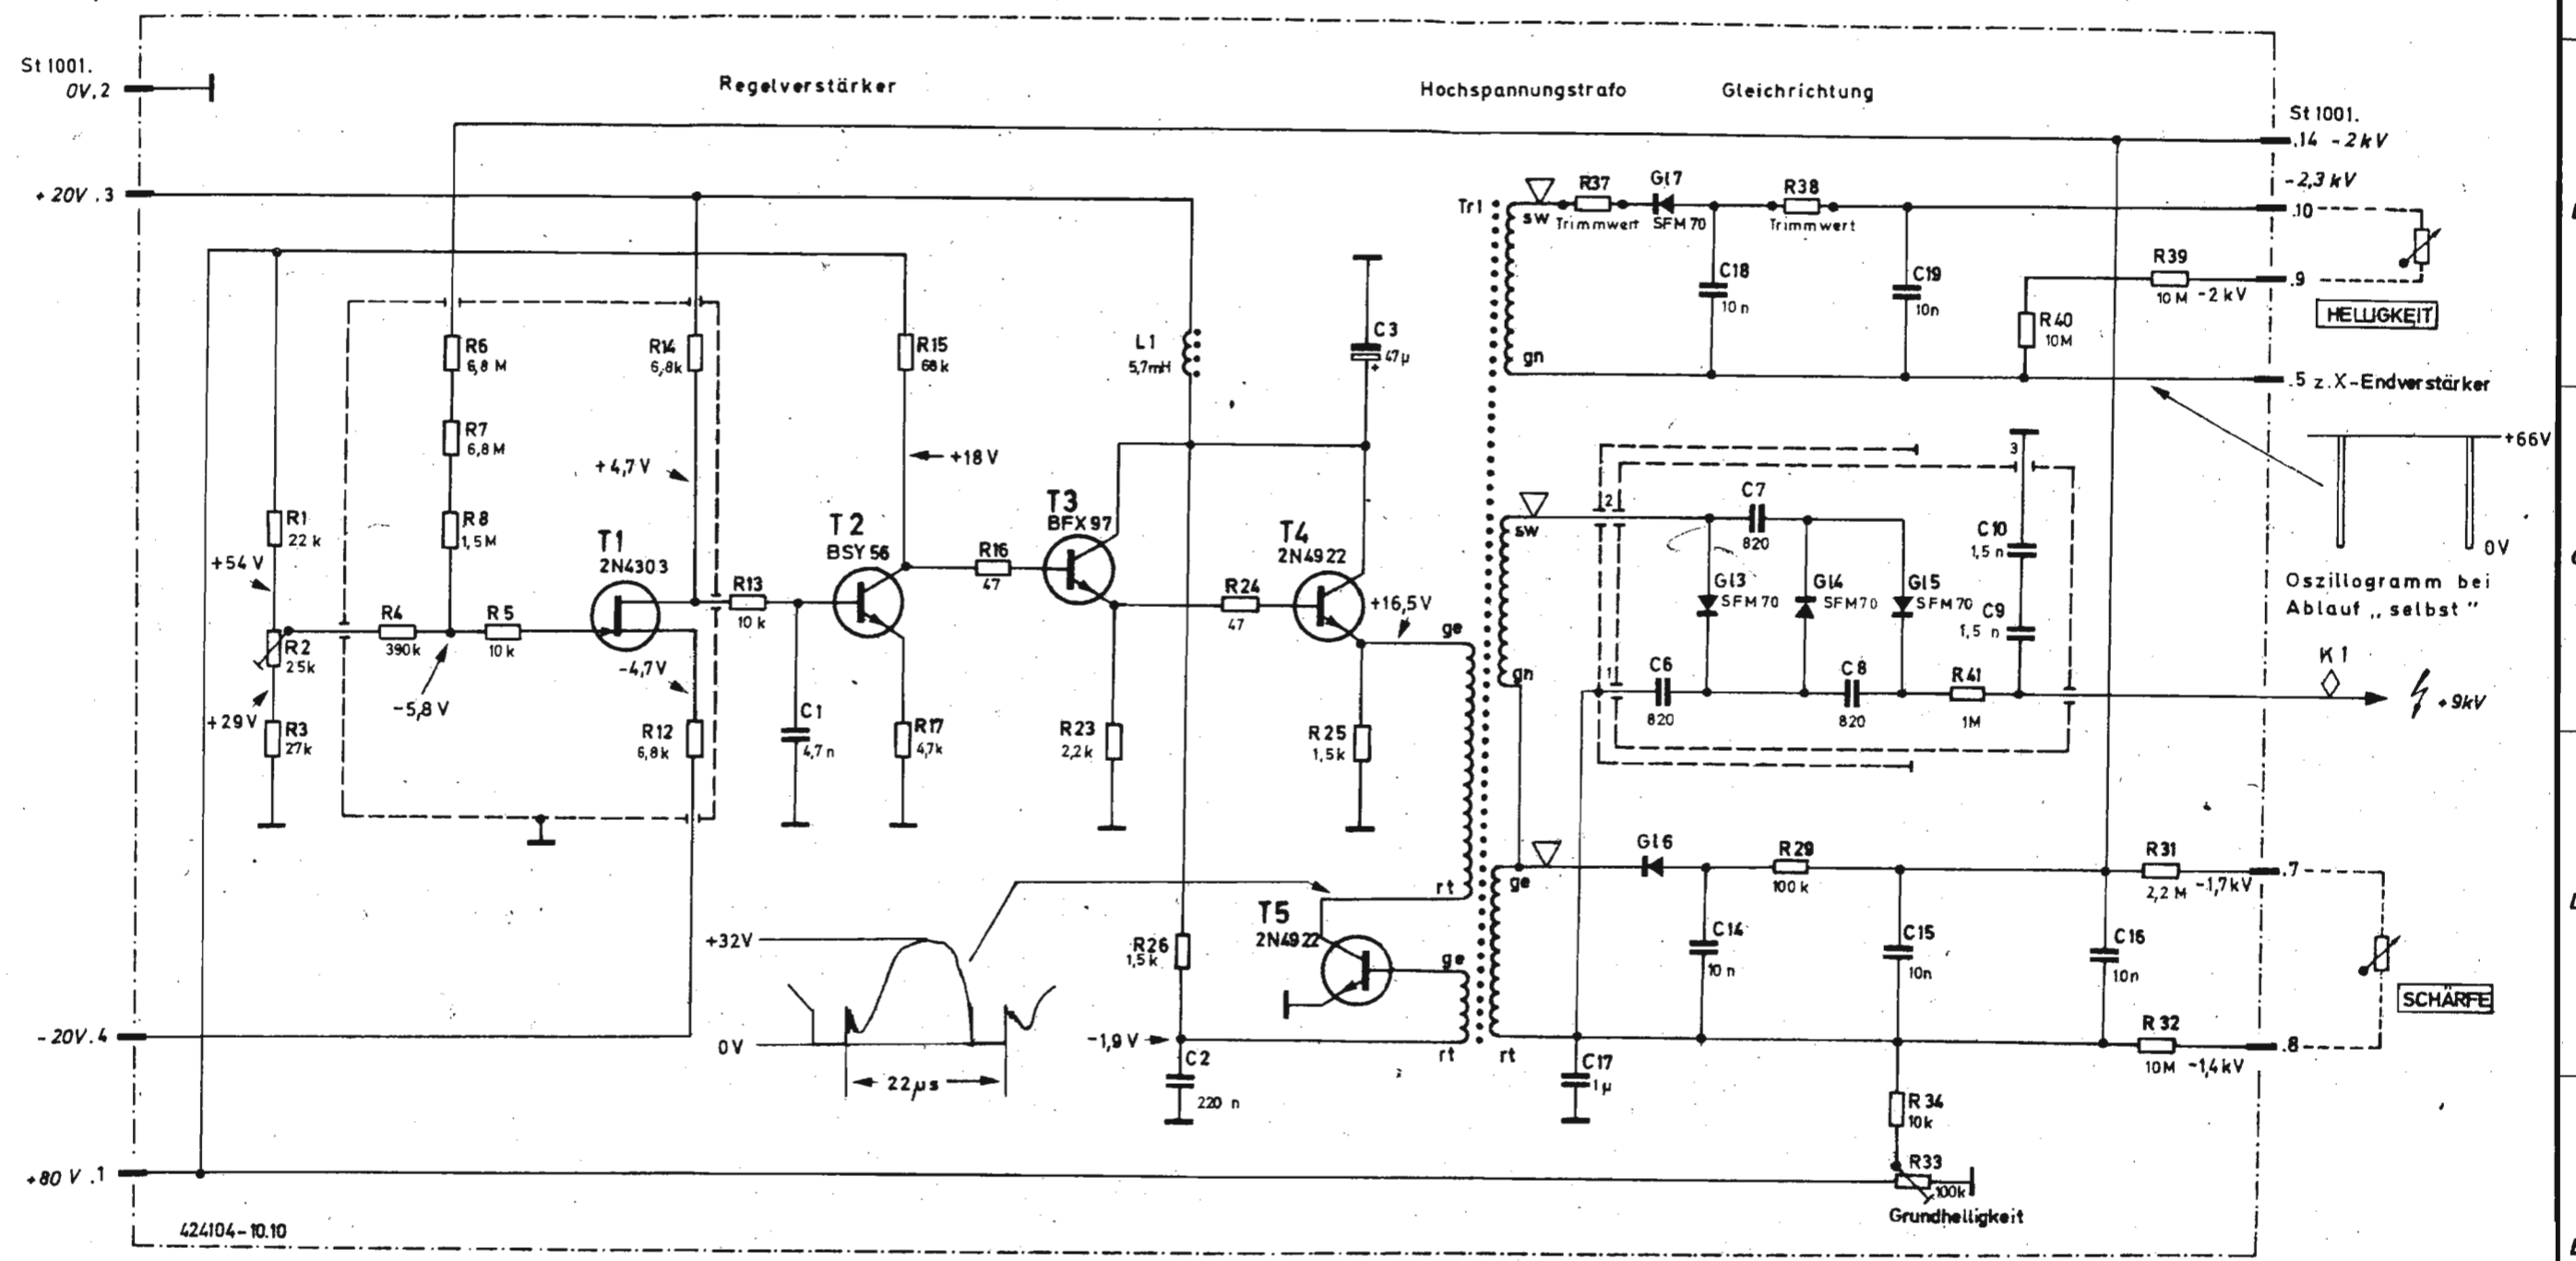 St 1001.
0V.2
Regelverstärker
Hochspannungstrafo
Gleichrichtung
St 1001.
.14 -2kV
+20V .3
-2,3 kV
.10
Tr1
sw
R37
Trimmwert
Gl7
SFM 70
R38
Trimmwert
C18
10n
C19
10n
R39
10 M
-2 kV
.9
HELLIGKEIT
R40
10M
gn
.5 z.X-Endverstärker
+66V
0V
Oszillogramm bei
Ablauf „selbst"
R6
6,8 M
R7
6,8 M
R8
1,5 M
R14
6,8k
R15
68 k
L1
5,7mH
C3
47µ
+
+4,7 V
+18 V
R1
22 k
+54 V
R2
25k
+29V
R3
27k
R4
390k
R5
10k
-5,8 V
T1
2N4303
-4,7V
R12
6,8k
R13
10 k
C1
4,7n
T2
BSY 56
R17
4,7k
R16
47
T3
BFX 97
R23
2,2k
R24
47
T4
2N4922
+16,5V
R25
1,5k
ge
rt
sw
gn
2
3
1
C7
820
Gl3
SFM 70
Gl4
SFM70
Gl5
SFM 70
C10
1,5 n
C9
1,5 n
C6
820
C8
820
R41
1M
K 1
+9kV
ge
Gl6
R29
100 k
R31
2,2 M
-1,7kV
.7
C14
10 n
C15
10n
C16
10n
SCHÄRFE
R32
10M
-1,4kV
.8
+32V
0V
22µs
T5
2N4922
ge
rt
rt
R26
1,5 k
-1,9 V
C2
220 n
C17
1µ
R 34
10k
R33
100k
Grundhelligkeit
-20V.4
+80 V .1
424104-10.10